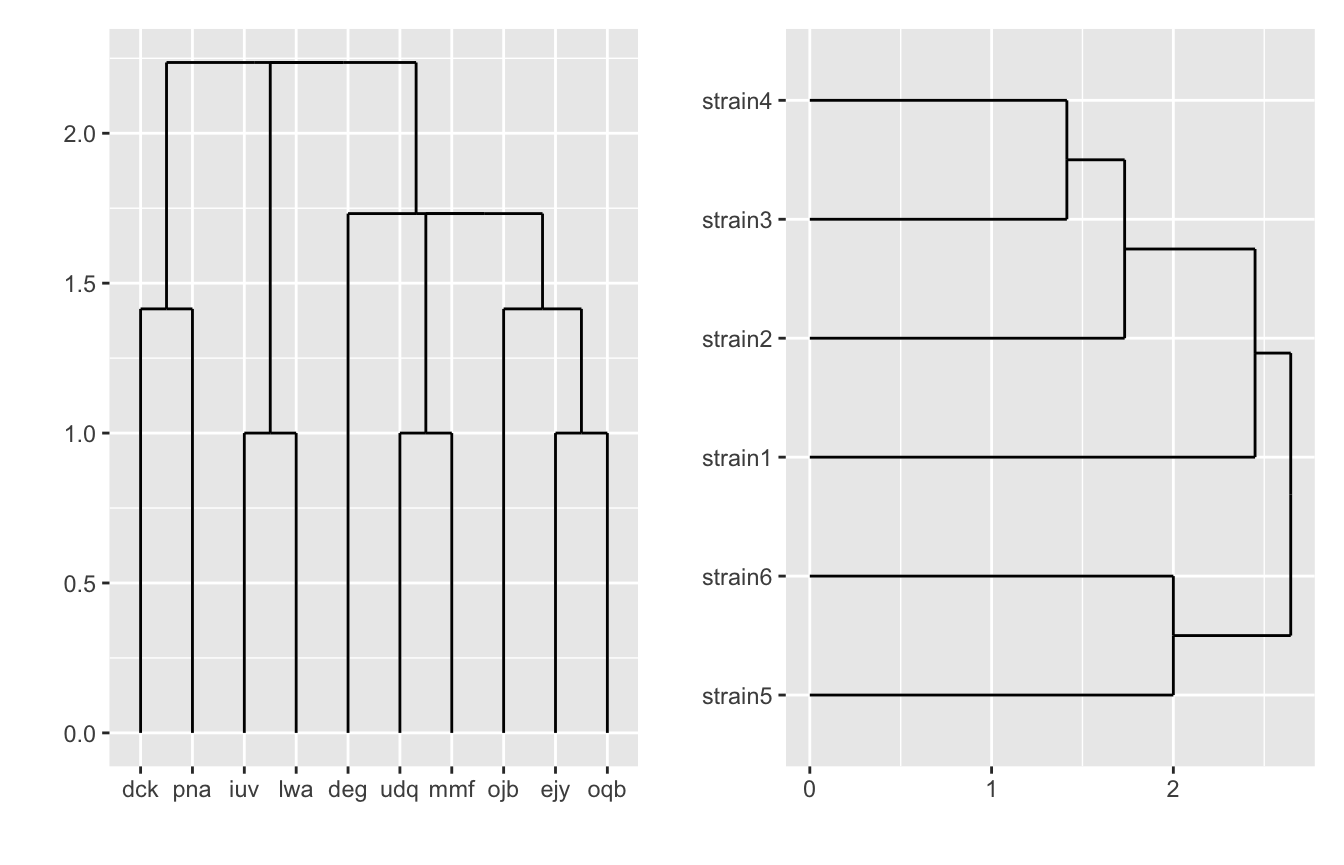 2.0
1.5
1.0
0.5
0.0
dck pna iuv lwa deg udq mmf ojb ejy oqb
strain4
strain3
strain2
strain1
strain6
strain5
0 1 2